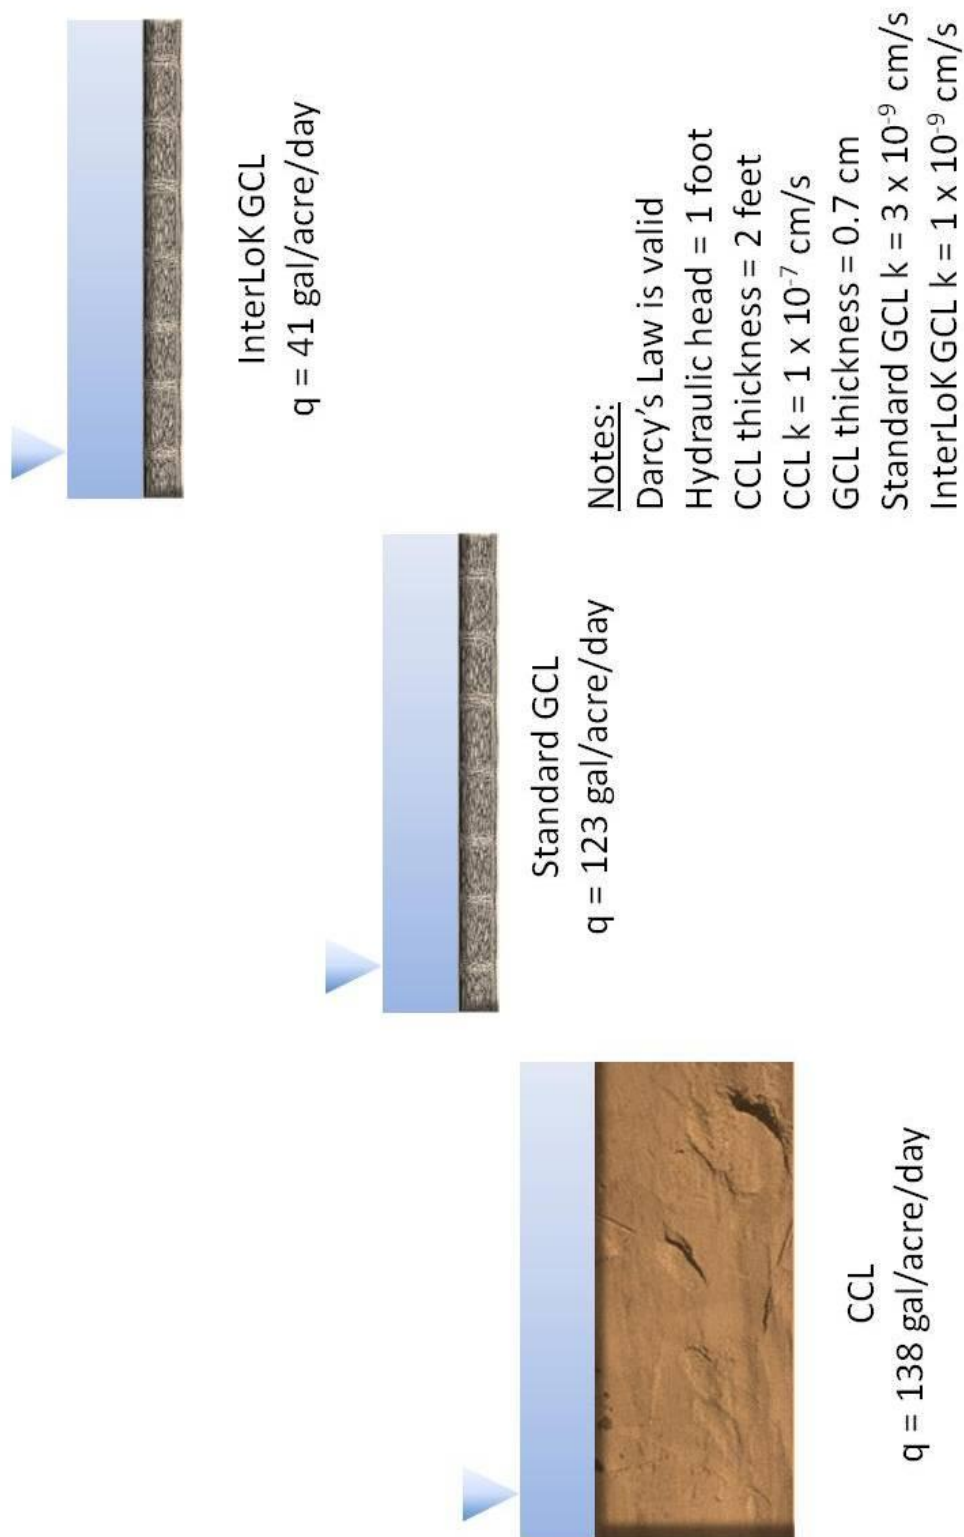 CCL
q = 138 gal/acre/day
Standard GCL
q = 123 gal/acre/day
InterLoK GCL
q = 41 gal/acre/day
Notes:
Darcy’s Law is valid
Hydraulic head = 1 foot
CCL thickness = 2 feet
CCL k = 1 x 10⁻⁷ cm/s
GCL thickness = 0.7 cm
Standard GCL k = 3 x 10⁻⁹ cm/s
InterLoK GCL k = 1 x 10⁻⁹ cm/s